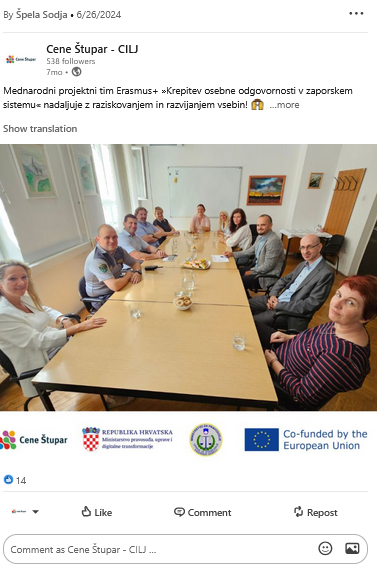 By Špela Sodja • 6/26/2024
Cene Štupar - CILJ
538 followers
7mo •
Mednarodni projektni tim Erasmus+ »Krepitev osebne odgovornosti v zaporskem
sistemu« nadaljuje z raziskovanjem in razvijanjem vsebin! ...more
Show translation
Cene Štupar
REPUBLIKA HRVATSKA
Ministarstvo pravosuđa, uprave i
digitalne transformacije
Co-funded by the
European Union
14
Like
Comment
Repost
Comment as Cene Štupar - CILJ ...